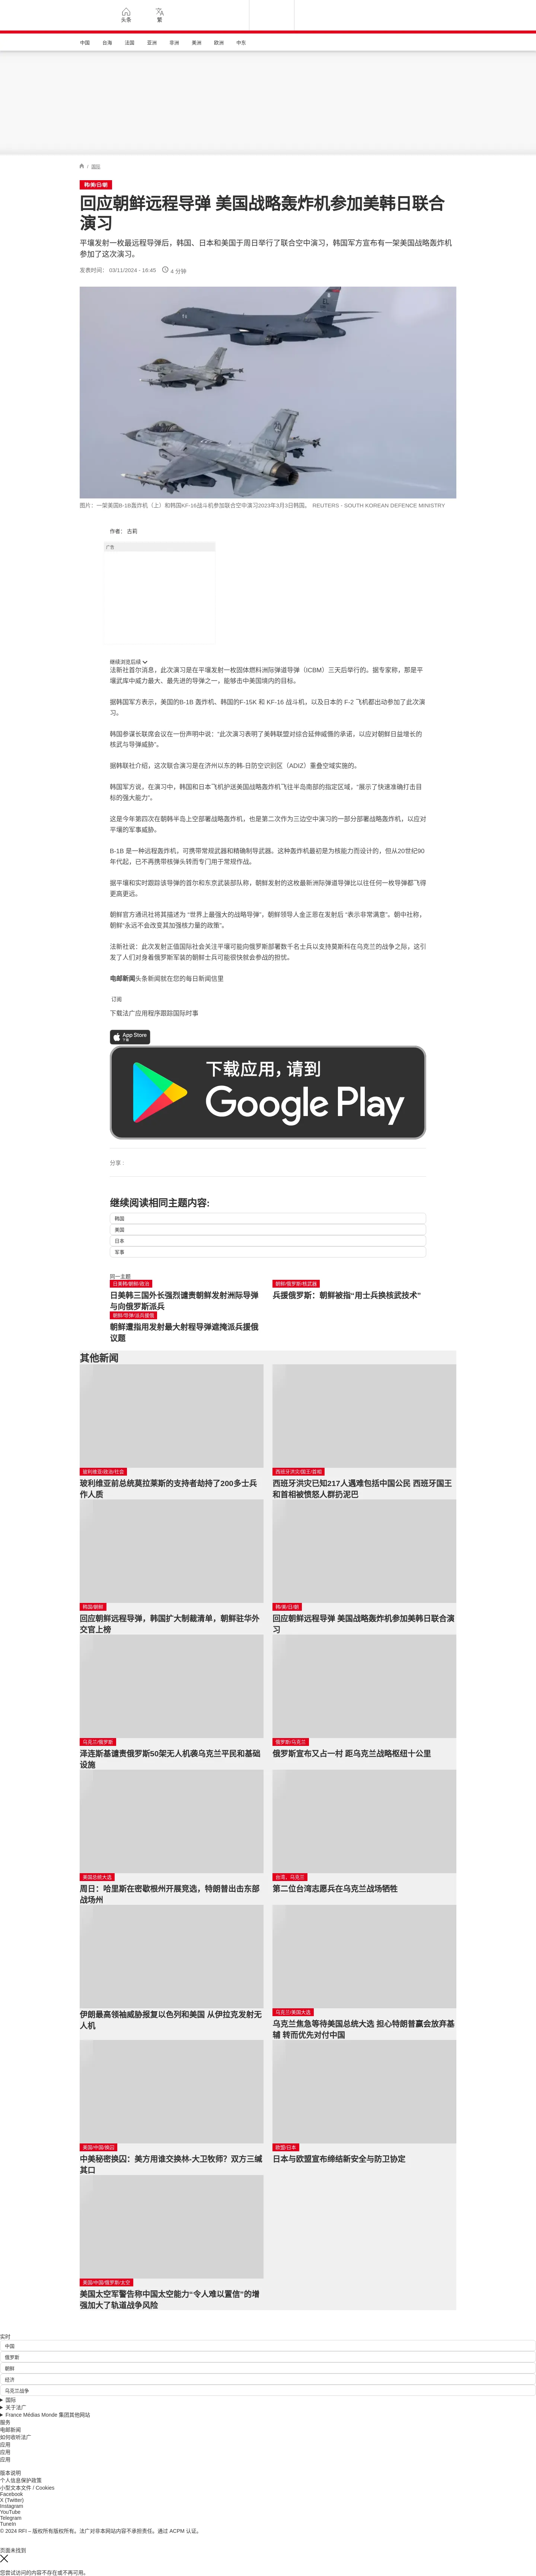 头条
繁
中国 台海 法国 亚洲 非洲 美洲 欧洲 中东
/ 国际
韩/美/日/朝
回应朝鲜远程导弹 美国战略轰炸机参加美韩日联合
演习
平壤发射一枚最远程导弹后，韩国、日本和美国于周日举行了联合空中演习，韩国军方宣布有一架美国战略轰炸机
参加了这次演习。
发表时间： 03/11/2024 - 16:45 4 分钟
图片：一架美国B-1B轰炸机（上）和韩国KF-16战斗机参加联合空中演习2023年3月3日韩国。 REUTERS - SOUTH KOREAN DEFENCE MINISTRY
作者： 古莉
广告
继续浏览后续
法新社首尔消息，此次演习是在平壤发射一枚固体燃料洲际弹道导弹（ICBM）三天后举行的。据专家称，那是平
壤武库中威力最大、最先进的导弹之一，能够击中美国境内的目标。
据韩国军方表示，美国的B-1B 轰炸机、韩国的F-15K 和 KF-16 战斗机，以及日本的 F-2 飞机都出动参加了此次演
习。
韩国参谋长联席会议在一份声明中说：“此次演习表明了美韩联盟对综合延伸威慑的承诺，以应对朝鲜日益增长的
核武与导弹威胁”。
据韩联社介绍，这次联合演习是在济州以东的韩-日防空识别区（ADIZ）重叠空域实施的。
韩国军方说，在演习中，韩国和日本飞机护送美国战略轰炸机飞往半岛南部的指定区域，“展示了快速准确打击目
标的强大能力”。
这是今年第四次在朝韩半岛上空部署战略轰炸机，也是第二次作为三边空中演习的一部分部署战略轰炸机，以应对
平壤的军事威胁。
B-1B 是一种远程轰炸机，可携带常规武器和精确制导武器。这种轰炸机最初是为核能力而设计的，但从20世纪90
年代起，已不再携带核弹头转而专门用于常规作战。
据平壤和实时跟踪该导弹的首尔和东京武装部队称，朝鲜发射的这枚最新洲际弹道导弹比以往任何一枚导弹都飞得
更高更远。
朝鲜官方通讯社将其描述为 “世界上最强大的战略导弹”，朝鲜领导人金正恩在发射后 “表示非常满意”。朝中社称，
朝鲜“永远不会改变其加强核力量的政策”。
法新社说：此次发射正值国际社会关注平壤可能向俄罗斯部署数千名士兵以支持莫斯科在乌克兰的战争之际，这引
发了人们对身着俄罗斯军装的朝鲜士兵可能很快就会参战的担忧。
电邮新闻头条新闻就在您的每日新闻信里
订阅
下载法广应用程序跟踪国际时事
App Store
下载
下载应用，请到
Google Play
分享 :
继续阅读相同主题内容:
韩国
美国
日本
军事
同一主题
日美韩/朝鲜/政治
日美韩三国外长强烈谴责朝鲜发射洲际导弹
与向俄罗斯派兵
朝鲜/俄罗斯/核武器
兵援俄罗斯：朝鲜被指“用士兵换核武技术”
朝鲜/导弹/派兵援俄
朝鲜遭指用发射最大射程导弹遮掩派兵援俄
议题
其他新闻
玻利维亚/政治/社会
玻利维亚前总统莫拉莱斯的支持者劫持了200多士兵
作人质
西班牙洪灾/国王/首相
西班牙洪灾已知217人遇难包括中国公民 西班牙国王
和首相被愤怒人群扔泥巴
韩国/朝鲜
回应朝鲜远程导弹，韩国扩大制裁清单，朝鲜驻华外
交官上榜
韩/美/日/朝
回应朝鲜远程导弹 美国战略轰炸机参加美韩日联合演
习
乌克兰/俄罗斯
泽连斯基谴责俄罗斯50架无人机袭乌克兰平民和基础
设施
俄罗斯/乌克兰
俄罗斯宣布又占一村 距乌克兰战略枢纽十公里
美国总统大选
周日：哈里斯在密歇根州开展竞选，特朗普出击东部
战场州
台湾，乌克兰
第二位台湾志愿兵在乌克兰战场牺牲
伊朗最高领袖威胁报复以色列和美国 从伊拉克发射无
人机
乌克兰/美国大选
乌克兰焦急等待美国总统大选 担心特朗普赢会放弃基
辅 转而优先对付中国
美国/中国/换囚
中美秘密换囚：美方用谁交换林·大卫牧师？双方三缄
其口
欧盟/日本
日本与欧盟宣布缔结新安全与防卫协定
美国/中国/俄罗斯/太空
美国太空军警告称中国太空能力“令人难以置信”的增
强加大了轨道战争风险
实时
中国
俄罗斯
朝鲜
经济
乌克兰战争
国际
关于法广
France Médias Monde 集团其他网站
服务
电邮新闻
如何收听法广
应用
应用
应用
版本说明
个人信息保护政策
小型文本文件 / Cookies
Facebook
X (Twitter)
Instagram
YouTube
Telegram
TuneIn
© 2024 RFI – 版权所有版权所有。法广对非本网站内容不承担责任。通过 ACPM 认证。
页面未找到
您尝试访问的内容不存在或不再可用。